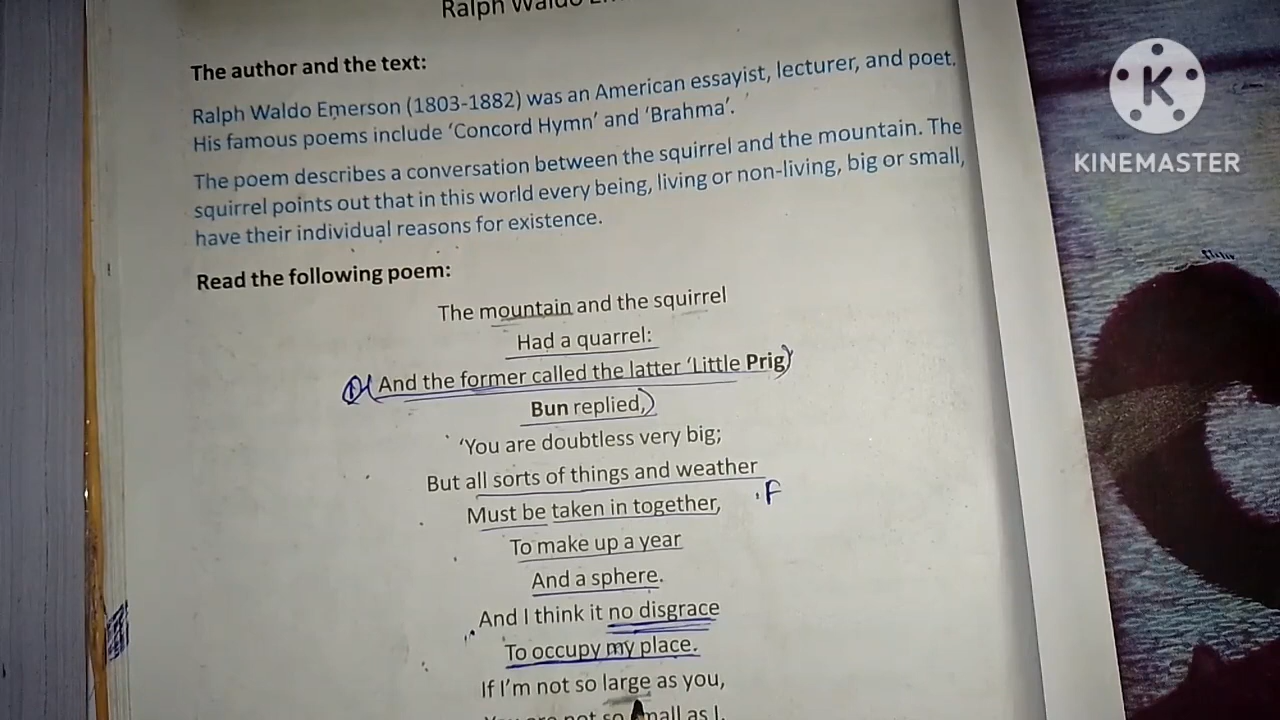 Ralph Waldo
The author and the text:
Ralph Waldo Emerson (1803-1882) was an American essayist, lecturer, and poet.
His famous poems include ‘Concord Hymn’ and ‘Brahma’.
The poem describes a conversation between the squirrel and the mountain. The
squirrel points out that in this world every being, living or non-living, big or small,
have their individual reasons for existence.
Read the following poem:
The mountain and the squirrel
Had a quarrel:
And the former called the latter ‘Little Prig’
Bun replied,
‘You are doubtless very big;
But all sorts of things and weather
Must be taken in together,
To make up a year
And a sphere.
And I think it no disgrace
To occupy my place.
If I’m not so large as you,
not so small as I,
K
KINEMASTER